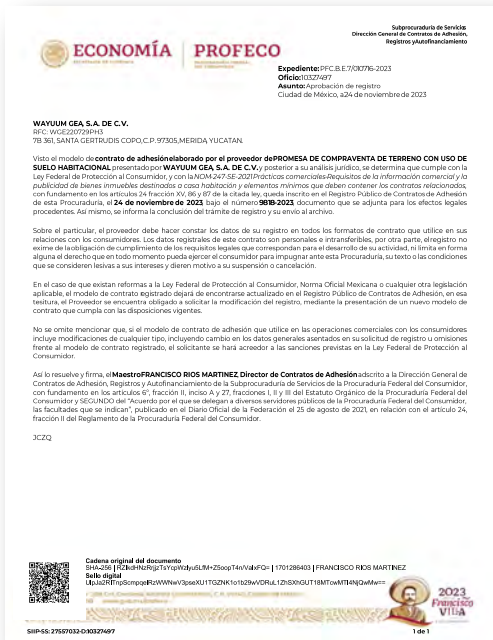 Subprocuraduría de Servicios
Dirección General de Contratos de Adhesión,
Registros y Autofinanciamiento
ECONOMÍA
PROFECO
Expediente: PFC.B.E.7/010716-2023
Oficio: 10327497
Asunto: Aprobación de registro
Ciudad de México, a 24 de noviembre de 2023
WAYUUM GEA, S.A. DE C.V.
RFC: WGE220729PH3
7B 361, SANTA GERTRUDIS COPO, C.P. 97305, MERIDA, YUCATAN.
Visto el modelo de contrato de adhesión elaborado por el proveedor de PROMESA DE COMPRAVENTA DE TERRENO CON USO DE
SUELO HABITACIONAL presentado por WAYUUM GEA, S.A. DE C.V. y posterior a su análisis jurídico, se determina que cumple con la
Ley Federal de Protección al Consumidor, y con la NOM-247-SE-2021 Prácticas comerciales-Requisitos de la información comercial y
la publicidad de bienes inmuebles destinados a casa habitación y elementos mínimos que deben contener los contratos relacionados,
con fundamento en los artículos 24 fracción XV, 86 y 87 de la citada ley, queda inscrito en el Registro Público de Contratos de Adhesión
de esta Procuraduría, el 24 de noviembre de 2023, bajo el número 9818-2023, documento que se adjunta para los efectos legales
procedentes. Así mismo, se informa la conclusión del trámite de registro y su envío al archivo.
Sobre el particular, el proveedor debe hacer constar los datos de su registro en todos los formatos de contrato que utilice en sus
relaciones con los consumidores. Los datos registrales de este contrato son personales e intransferibles, por otra parte, el registro no
exime de la obligación de cumplimiento de los requisitos legales que correspondan para el desarrollo de su actividad, ni limita en forma
alguna el derecho que en todo momento pueda ejercer el consumidor para impugnar ante esta Procuraduría, su texto o las condiciones
que se consideren lesivas a sus intereses y dieren motivo a su suspensión o cancelación.
En el caso de que existan reformas a la Ley Federal de Protección al Consumidor, Norma Oficial Mexicana o cualquier otra legislación
aplicable, el modelo de contrato registrado dejará de encontrarse actualizado en el Registro Público de Contratos de Adhesión, en esa
tesitura, el Proveedor se encuentra obligado a solicitar la modificación del registro, mediante la presentación de un nuevo modelo de
contrato que cumpla con las disposiciones vigentes.
No se omite mencionar que, si el modelo de contrato de adhesión que utilice en las operaciones comerciales con los consumidores
incluye modificaciones de cualquier tipo, incluyendo cambio en los datos generales asentados en su solicitud de registro u omisiones
frente al modelo de contrato registrado, el solicitante se hará acreedor a las sanciones previstas en la Ley Federal de Protección al
Consumidor.
Así lo resuelve y firma, el Maestro FRANCISCO RIOS MARTINEZ, Director de Contratos de Adhesión adscrito a la Dirección General de
Contratos de Adhesión, Registros y Autofinanciamiento de la Subprocuraduría de Servicios de la Procuraduría Federal del Consumidor,
con fundamento en los artículos 6º, fracción II, inciso A y 27, fracciones I, II y III del Estatuto Orgánico de la Procuraduría Federal del
Consumidor y SEGUNDO del "Acuerdo por el que se delegan a diversos servidores públicos de la Procuraduría Federal del Consumidor,
las facultades que se indican", publicado en el Diario Oficial de la Federación el 25 de agosto de 2021, en relación con el artículo 24,
fracción II del Reglamento de la Procuraduría Federal del Consumidor.
JCZQ
Cadena original del documento
SHA-256 | | 1701286403 | FRANCISCO RIOS MARTINEZ
Sello digital
2023
Francisco
VILLA
SIIP-SS: 27557032-D:10327497
1 de 1